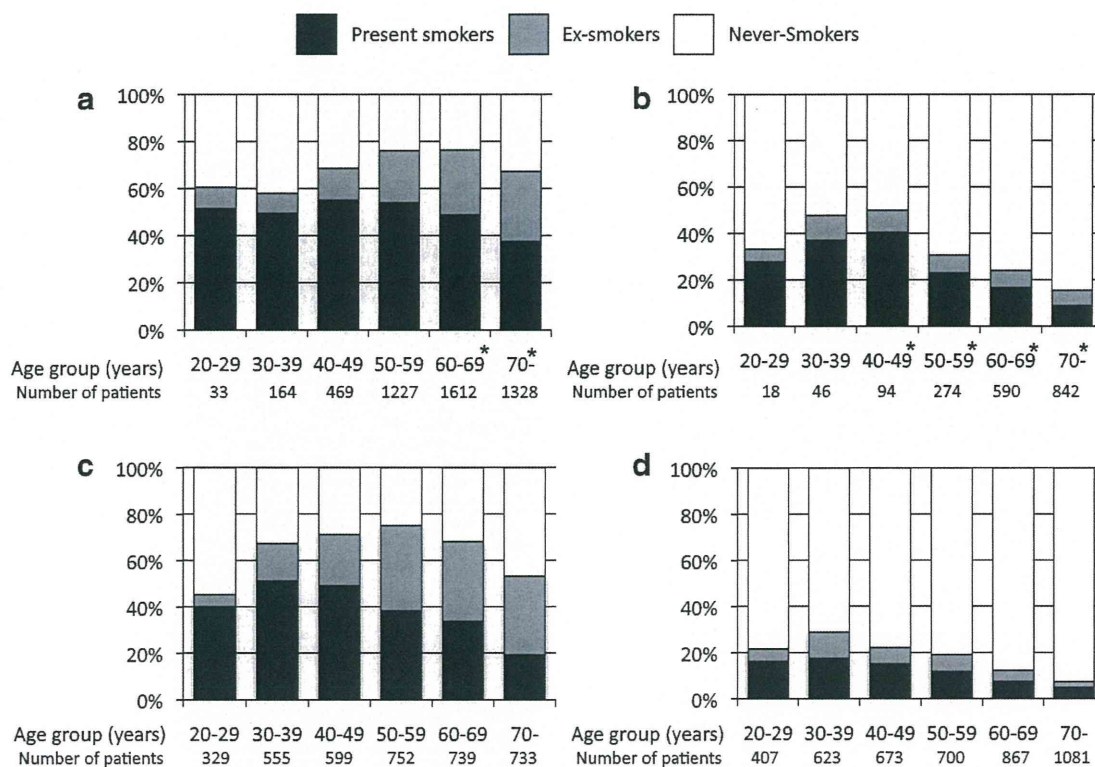 Present smokers Ex-smokers Never-Smokers
a
100%
80%
60%
40%
20%
0%
Age group (years) 20-29 30-39 40-49 50-59 60-69* 70-*
Number of patients 33 164 469 1227 1612 1328
b
100%
80%
60%
40%
20%
0%
Age group (years) 20-29 30-39 40-49* 50-59* 60-69* 70-*
Number of patients 18 46 94 274 590 842
c
100%
80%
60%
40%
20%
0%
Age group (years) 20-29 30-39 40-49 50-59 60-69 70-
Number of patients 329 555 599 752 739 733
d
100%
80%
60%
40%
20%
0%
Age group (years) 20-29 30-39 40-49 50-59 60-69 70-
Number of patients 407 623 673 700 867 1081